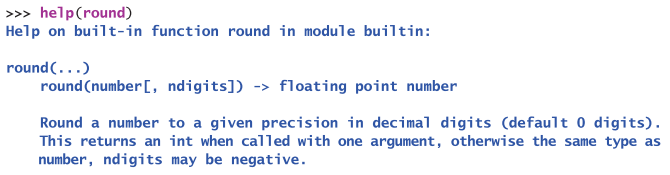 >>> help(round)
Help on built-in function round in module builtin:
round(...)
round(number[, ndigits]) -> floating point number
Round a number to a given precision in decimal digits (default 0 digits).
This returns an int when called with one argument, otherwise the same type as
number, ndigits may be negative.